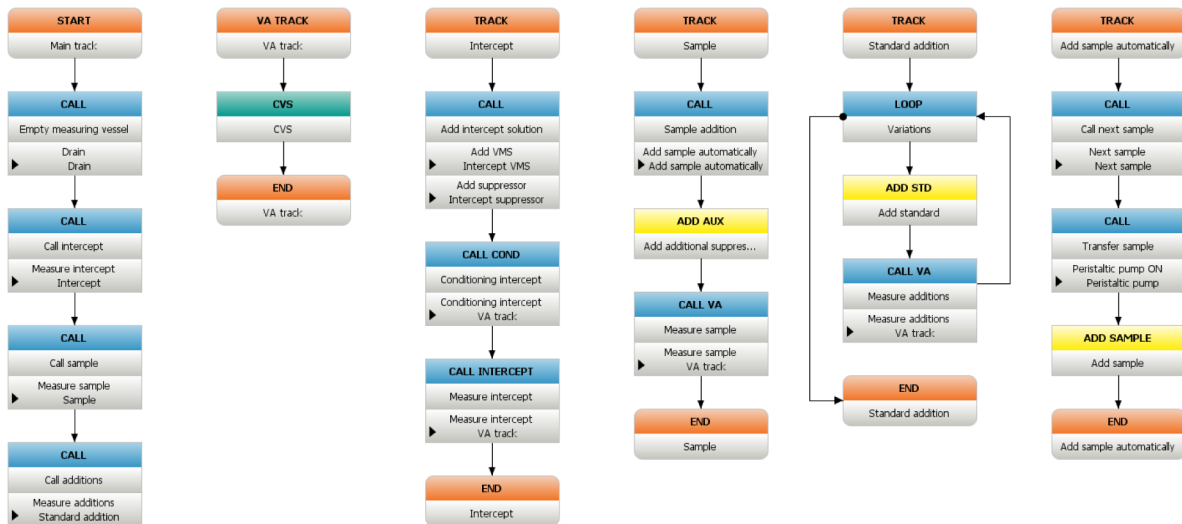 START
Main track
CALL
Empty measuring vessel
Drain
Drain
CALL
Call intercept
Measure intercept
Intercept
CALL
Call sample
Measure sample
Sample
CALL
Call additions
Measure additions
Standard addition
VA TRACK
VA track
CVS
CVS
END
VA track
TRACK
Intercept
CALL
Add intercept solution
Add VMS
Intercept VMS
Add suppressor
Intercept suppressor
CALL COND
Conditioning intercept
Conditioning intercept
VA track
CALL INTERCEPT
Measure intercept
Measure intercept
VA track
END
Intercept
TRACK
Sample
CALL
Sample addition
Add sample automatically
Add sample automatically
ADD AUX
Add additional suppres...
CALL VA
Measure sample
Measure sample
VA track
END
Sample
TRACK
Standard addition
LOOP
Variations
ADD STD
Add standard
CALL VA
Measure additions
Measure additions
VA track
END
Standard addition
TRACK
Add sample automatically
CALL
Call next sample
Next sample
Next sample
CALL
Transfer sample
Peristaltic pump ON
Peristaltic pump
ADD SAMPLE
Add sample
END
Add sample automatically